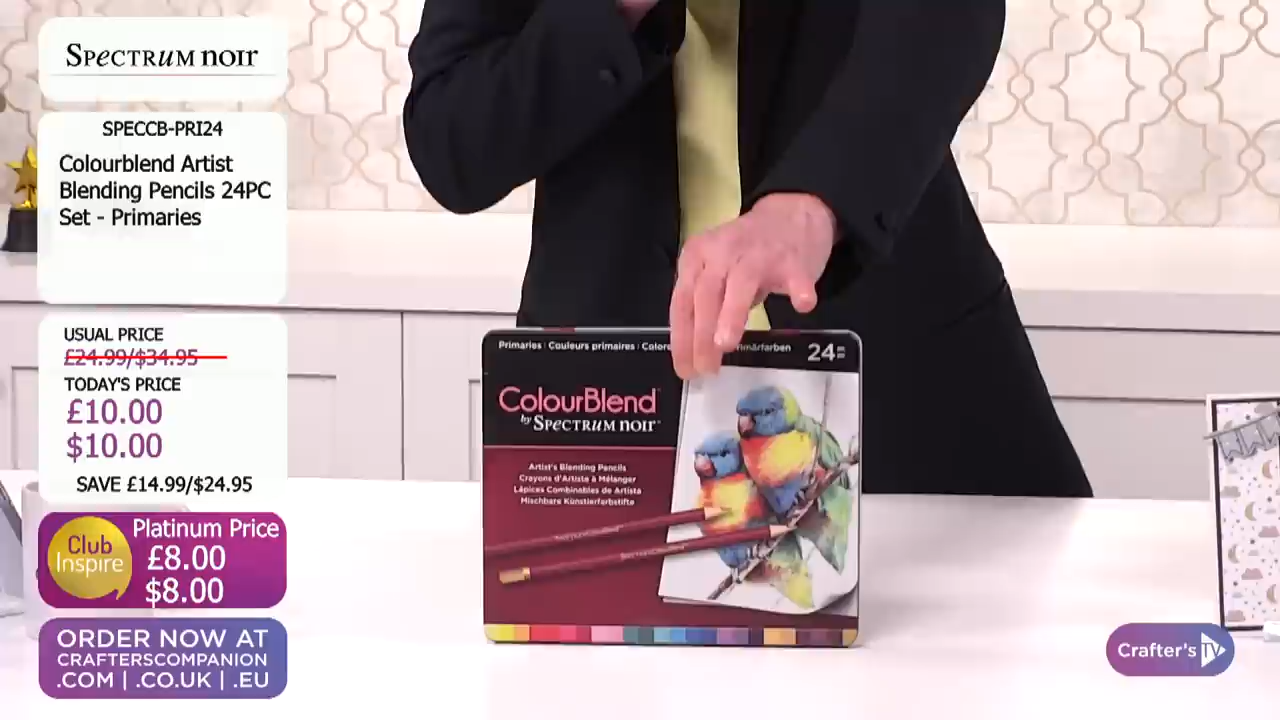 SPECTRUM NOIR
SPECCB-PRI24
Colourblend Artist
Blending Pencils 24PC
Set - Primaries
USUAL PRICE
£24.99/$34.95
TODAY'S PRICE
£10.00
$10.00
SAVE £14.99/$24.95
Club
Inspire
Platinum Price
£8.00
$8.00
ORDER NOW AT
CRAFTERSCOMPANION
.COM | .CO.UK | .EU
Primaries | Couleurs primaires |
24
ColourBlend
by SPECTRUM NOIR
Artist's Blending Pencils
Crayons d'Artiste à Mélanger
Lápices Combinables de Artista
Mischbare Künstlerfarbstifte
Crafter's TV